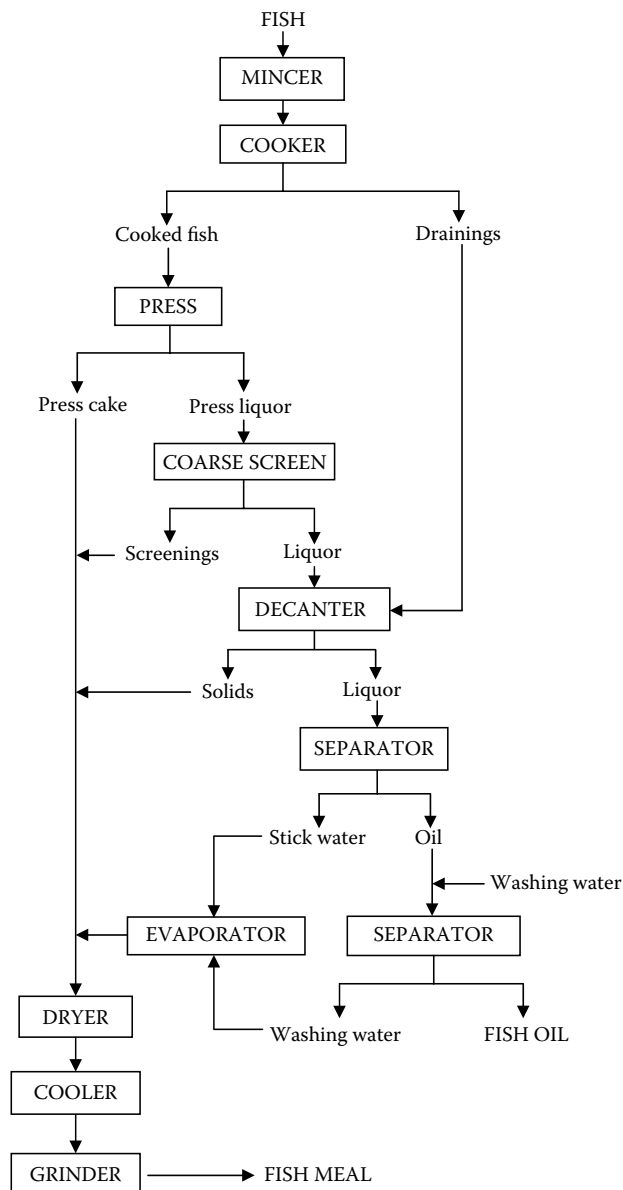 FISH
MINCER
COOKER
Cooked fish
Drainings
PRESS
Press cake
Press liquor
COARSE SCREEN
Screenings
Liquor
DECANTER
Solids
Liquor
SEPARATOR
Stick water
Oil
Washing water
EVAPORATOR
SEPARATOR
DRYER
Washing water
FISH OIL
COOLER
GRINDER
FISH MEAL